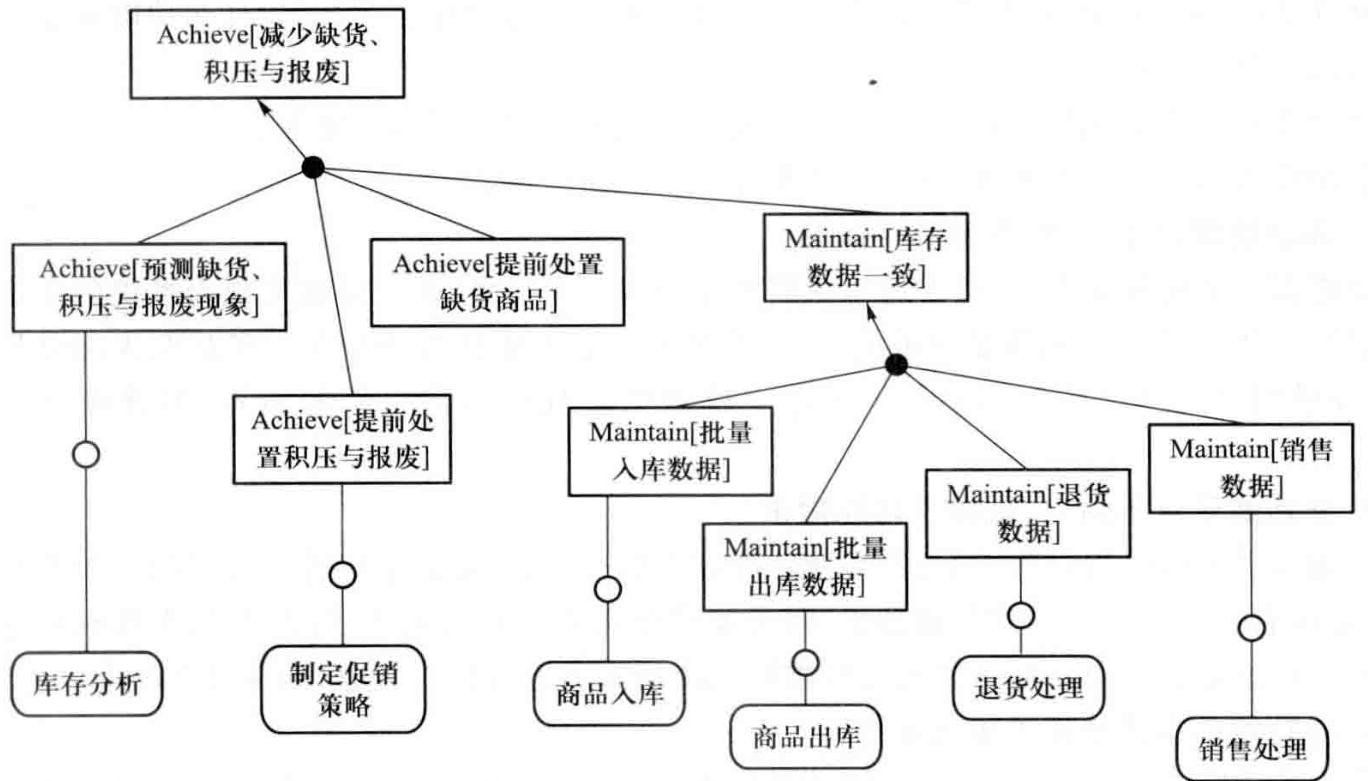 Achieve[减少缺货、
积压与报废]
Achieve[预测缺货、
积压与报废现象]
Achieve[提前处置
缺货商品]
Maintain[库存
数据一致]
Achieve[提前处
置积压与报废]
Maintain[批量
入库数据]
Maintain[批量
出库数据]
Maintain[退货
数据]
Maintain[销售
数据]
库存分析
制定促销
策略
商品入库
商品出库
退货处理
销售处理